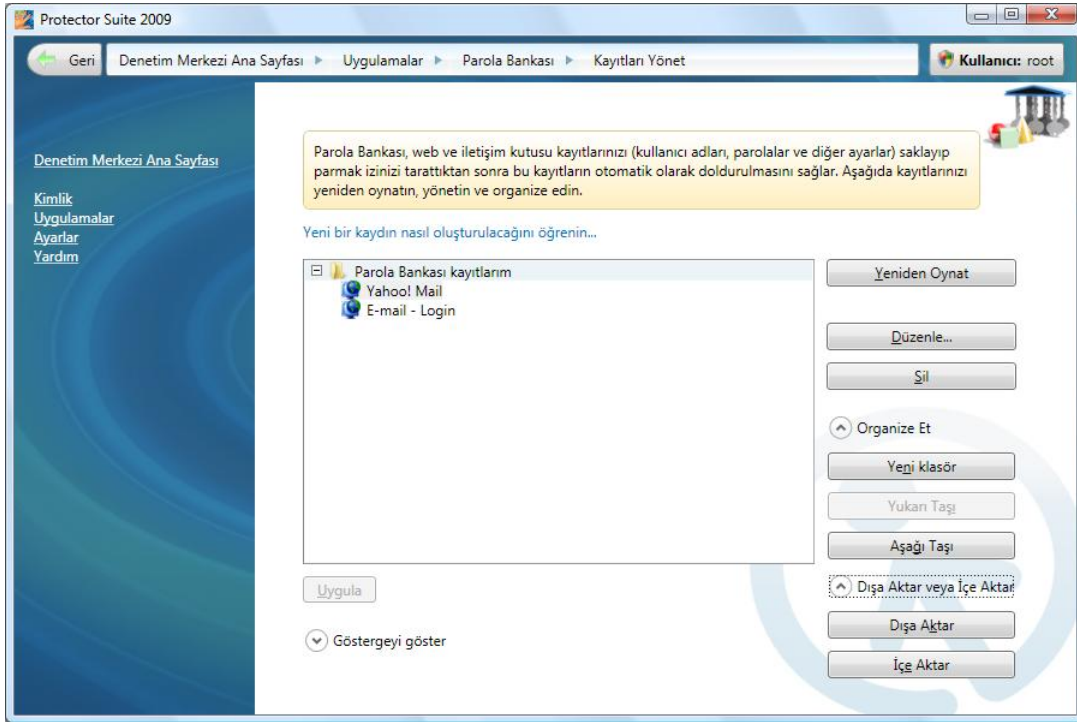 Protector Suite 2009
Geri
Denetim Merkezi Ana Sayfası
Uygulamalar
Parola Bankası
Kayıtları Yönet
Kullanıcı: root
Denetim Merkezi Ana Sayfası
Kimlik
Uygulamalar
Ayarlar
Yardım
Parola Bankası, web ve iletişim kutusu kayıtlarınızı (kullanıcı adları, parolalar ve diğer ayarlar) saklayıp
parmak izinizi tarattıktan sonra bu kayıtların otomatik olarak doldurulmasını sağlar. Aşağıda kayıtlarınızı
yeniden oynatın, yönetin ve organize edin.
Yeni bir kaydın nasıl oluşturulacağını öğrenin...
Parola Bankası kayıtlarım
Yahoo! Mail
E-mail - Login
Yeniden Oynat
Düzenle...
Sil
Organize Et
Yeni klasör
Yukarı Taşı
Aşağı Taşı
Dışa Aktar veya İçe Aktar
Dışa Aktar
İçe Aktar
Uygula
Göstergeyi göster